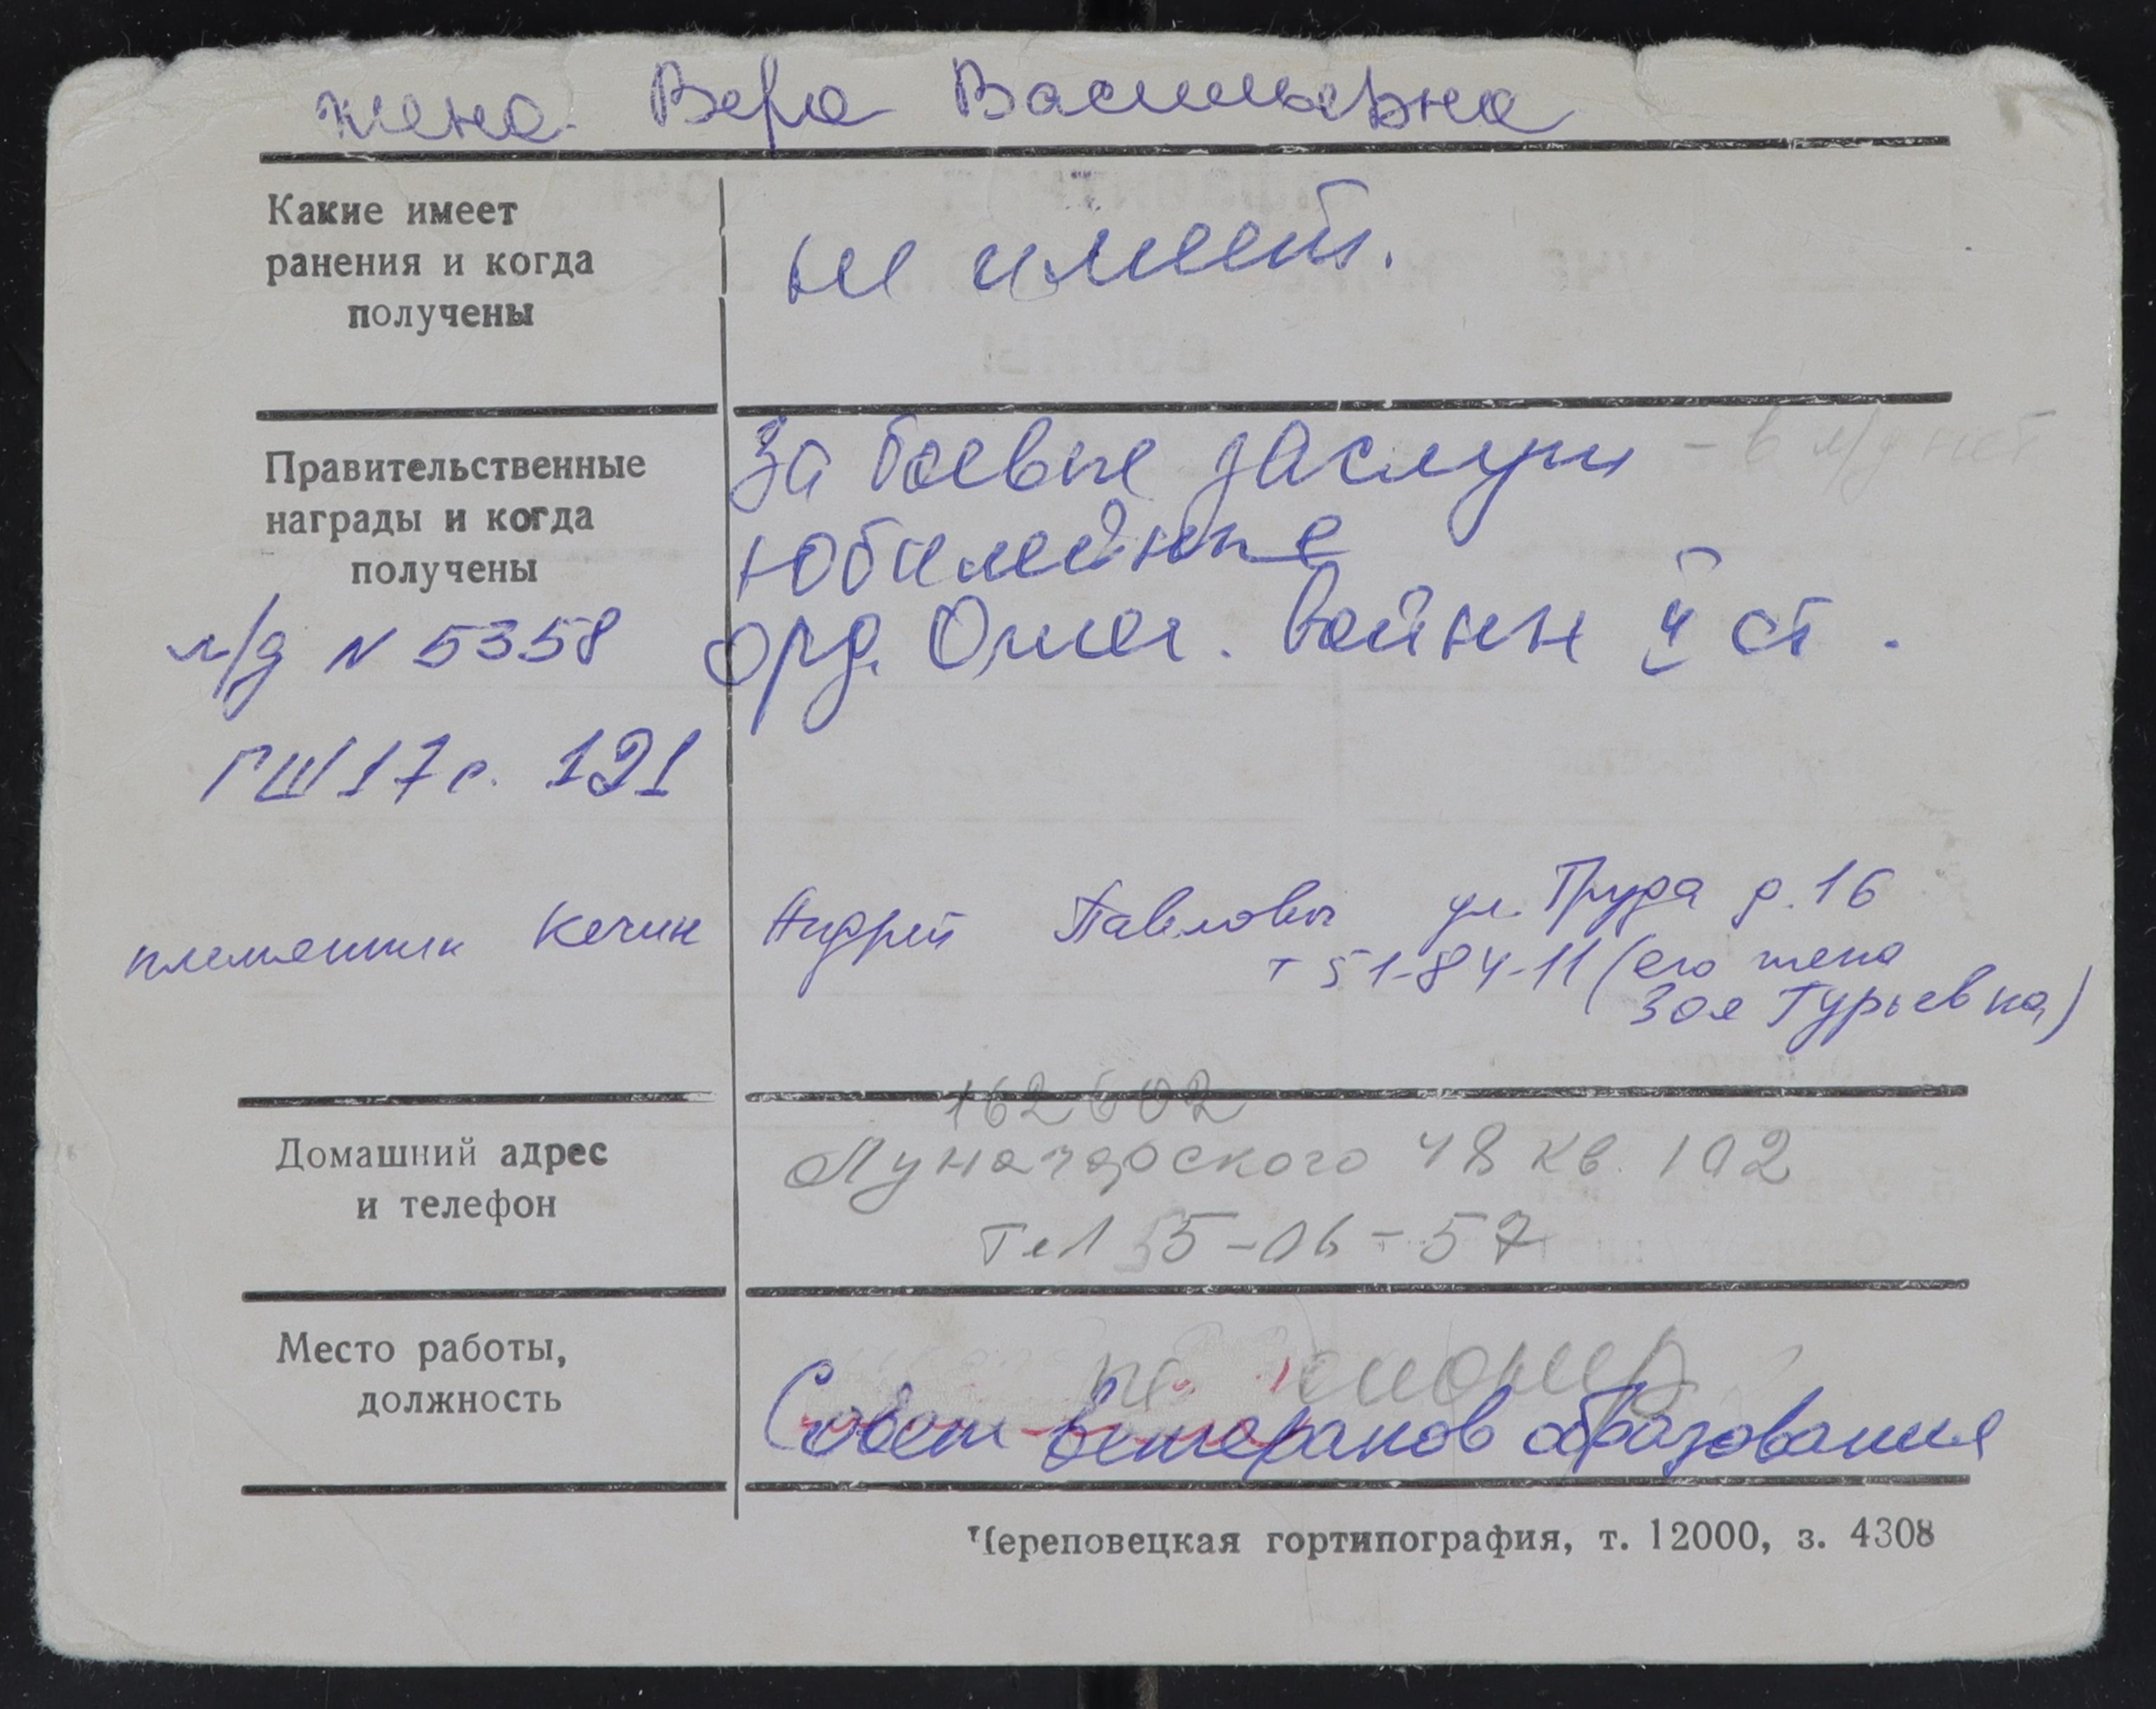 жена Вера Васильевна
Какие имеет
ранения и когда
получены
не имеет.
Правительственные
награды и когда
получены
За боевые заслуги - в л/д нет
юбилейные
орд. Отеч. войны II ст.
л/д N 5358
ГШ 17 с. 121
племянник Кечин Андрей Павлович ул. Труда д. 16
т 51-84-11 (его жена
Зоя Гурьевна)
Домашний адрес
и телефон
162602
Луначарского 48 кв. 102
тел 55-06-57
Место работы,
должность
пенсионер
Совет ветеранов образования
Череповецкая гортипография, т. 12000, з. 4308